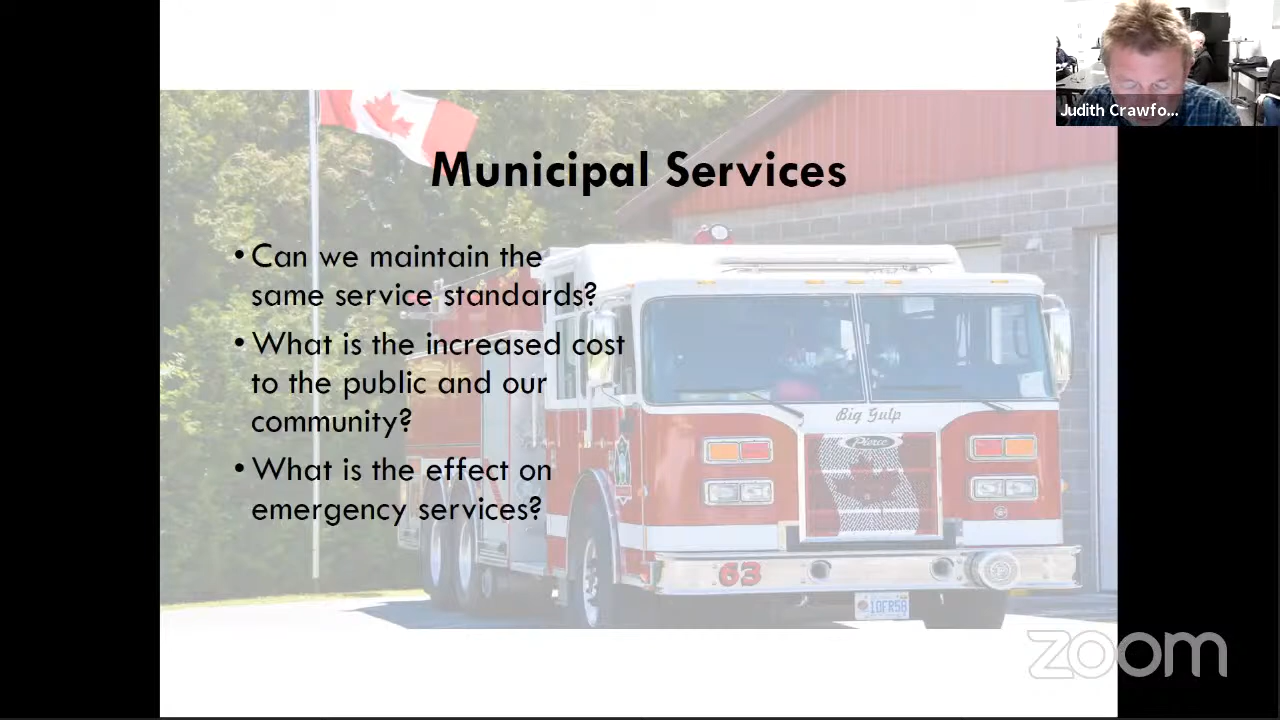 Judith Crawfo...
Municipal Services
• Can we maintain the
same service standards?
• What is the increased cost
to the public and our
community?
• What is the effect on
emergency services?
Big Gulp
Pierce
63
zoom